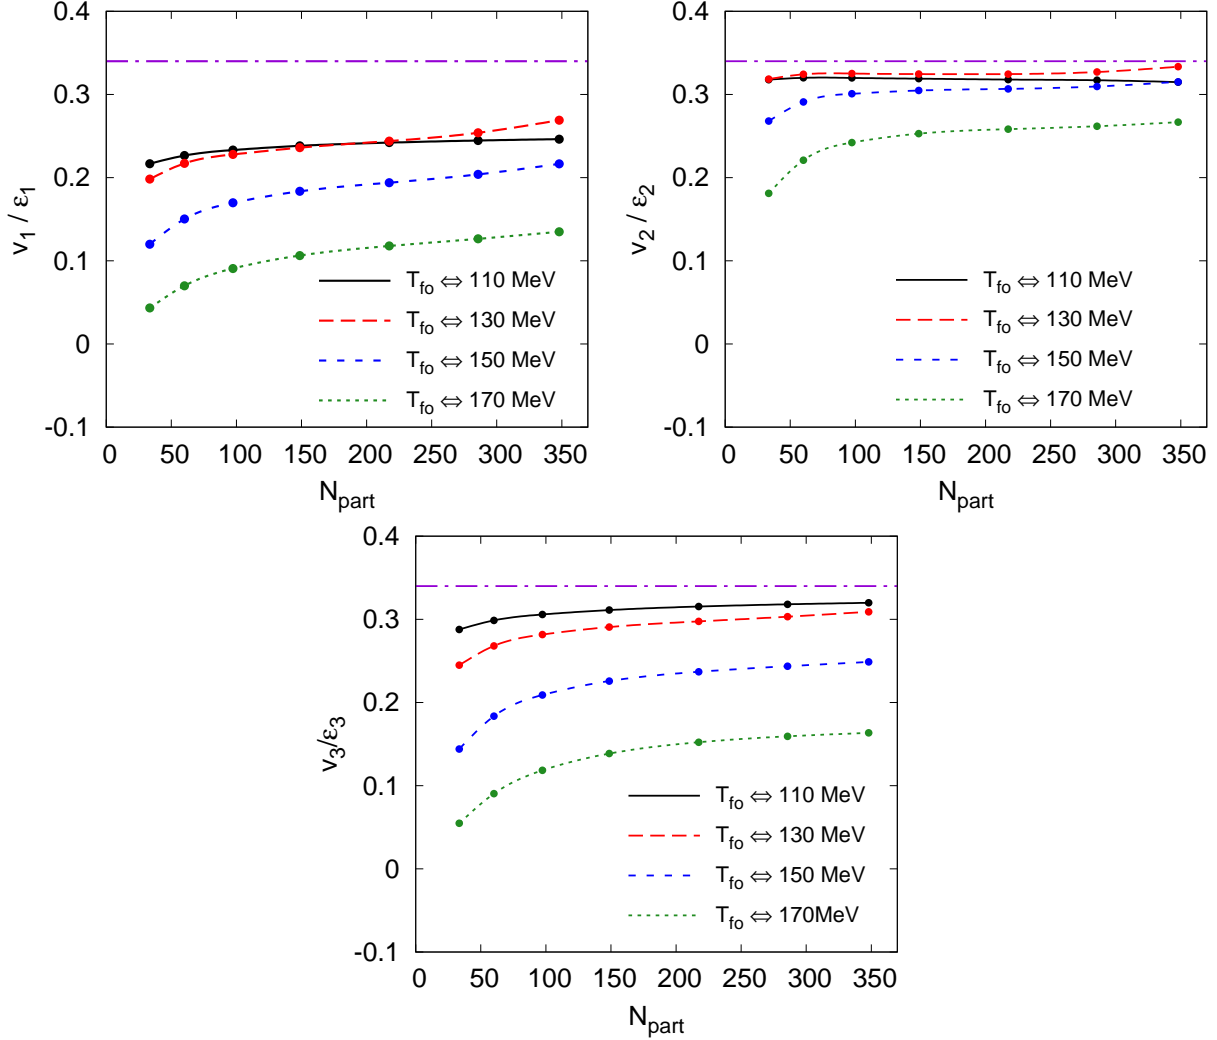 0.4
0.3
0.2
0.1
0
-0.1
v1 / ε1
0 50 100 150 200 250 300 350
Npart
Tfo ⇔ 110 MeV
Tfo ⇔ 130 MeV
Tfo ⇔ 150 MeV
Tfo ⇔ 170 MeV
0.4
0.3
0.2
0.1
0
-0.1
v2 / ε2
0 50 100 150 200 250 300 350
Npart
Tfo ⇔ 110 MeV
Tfo ⇔ 130 MeV
Tfo ⇔ 150 MeV
Tfo ⇔ 170 MeV
0.4
0.3
0.2
0.1
0
-0.1
v3/ε3
0 50 100 150 200 250 300 350
Npart
Tfo ⇔ 110 MeV
Tfo ⇔ 130 MeV
Tfo ⇔ 150 MeV
Tfo ⇔ 170MeV